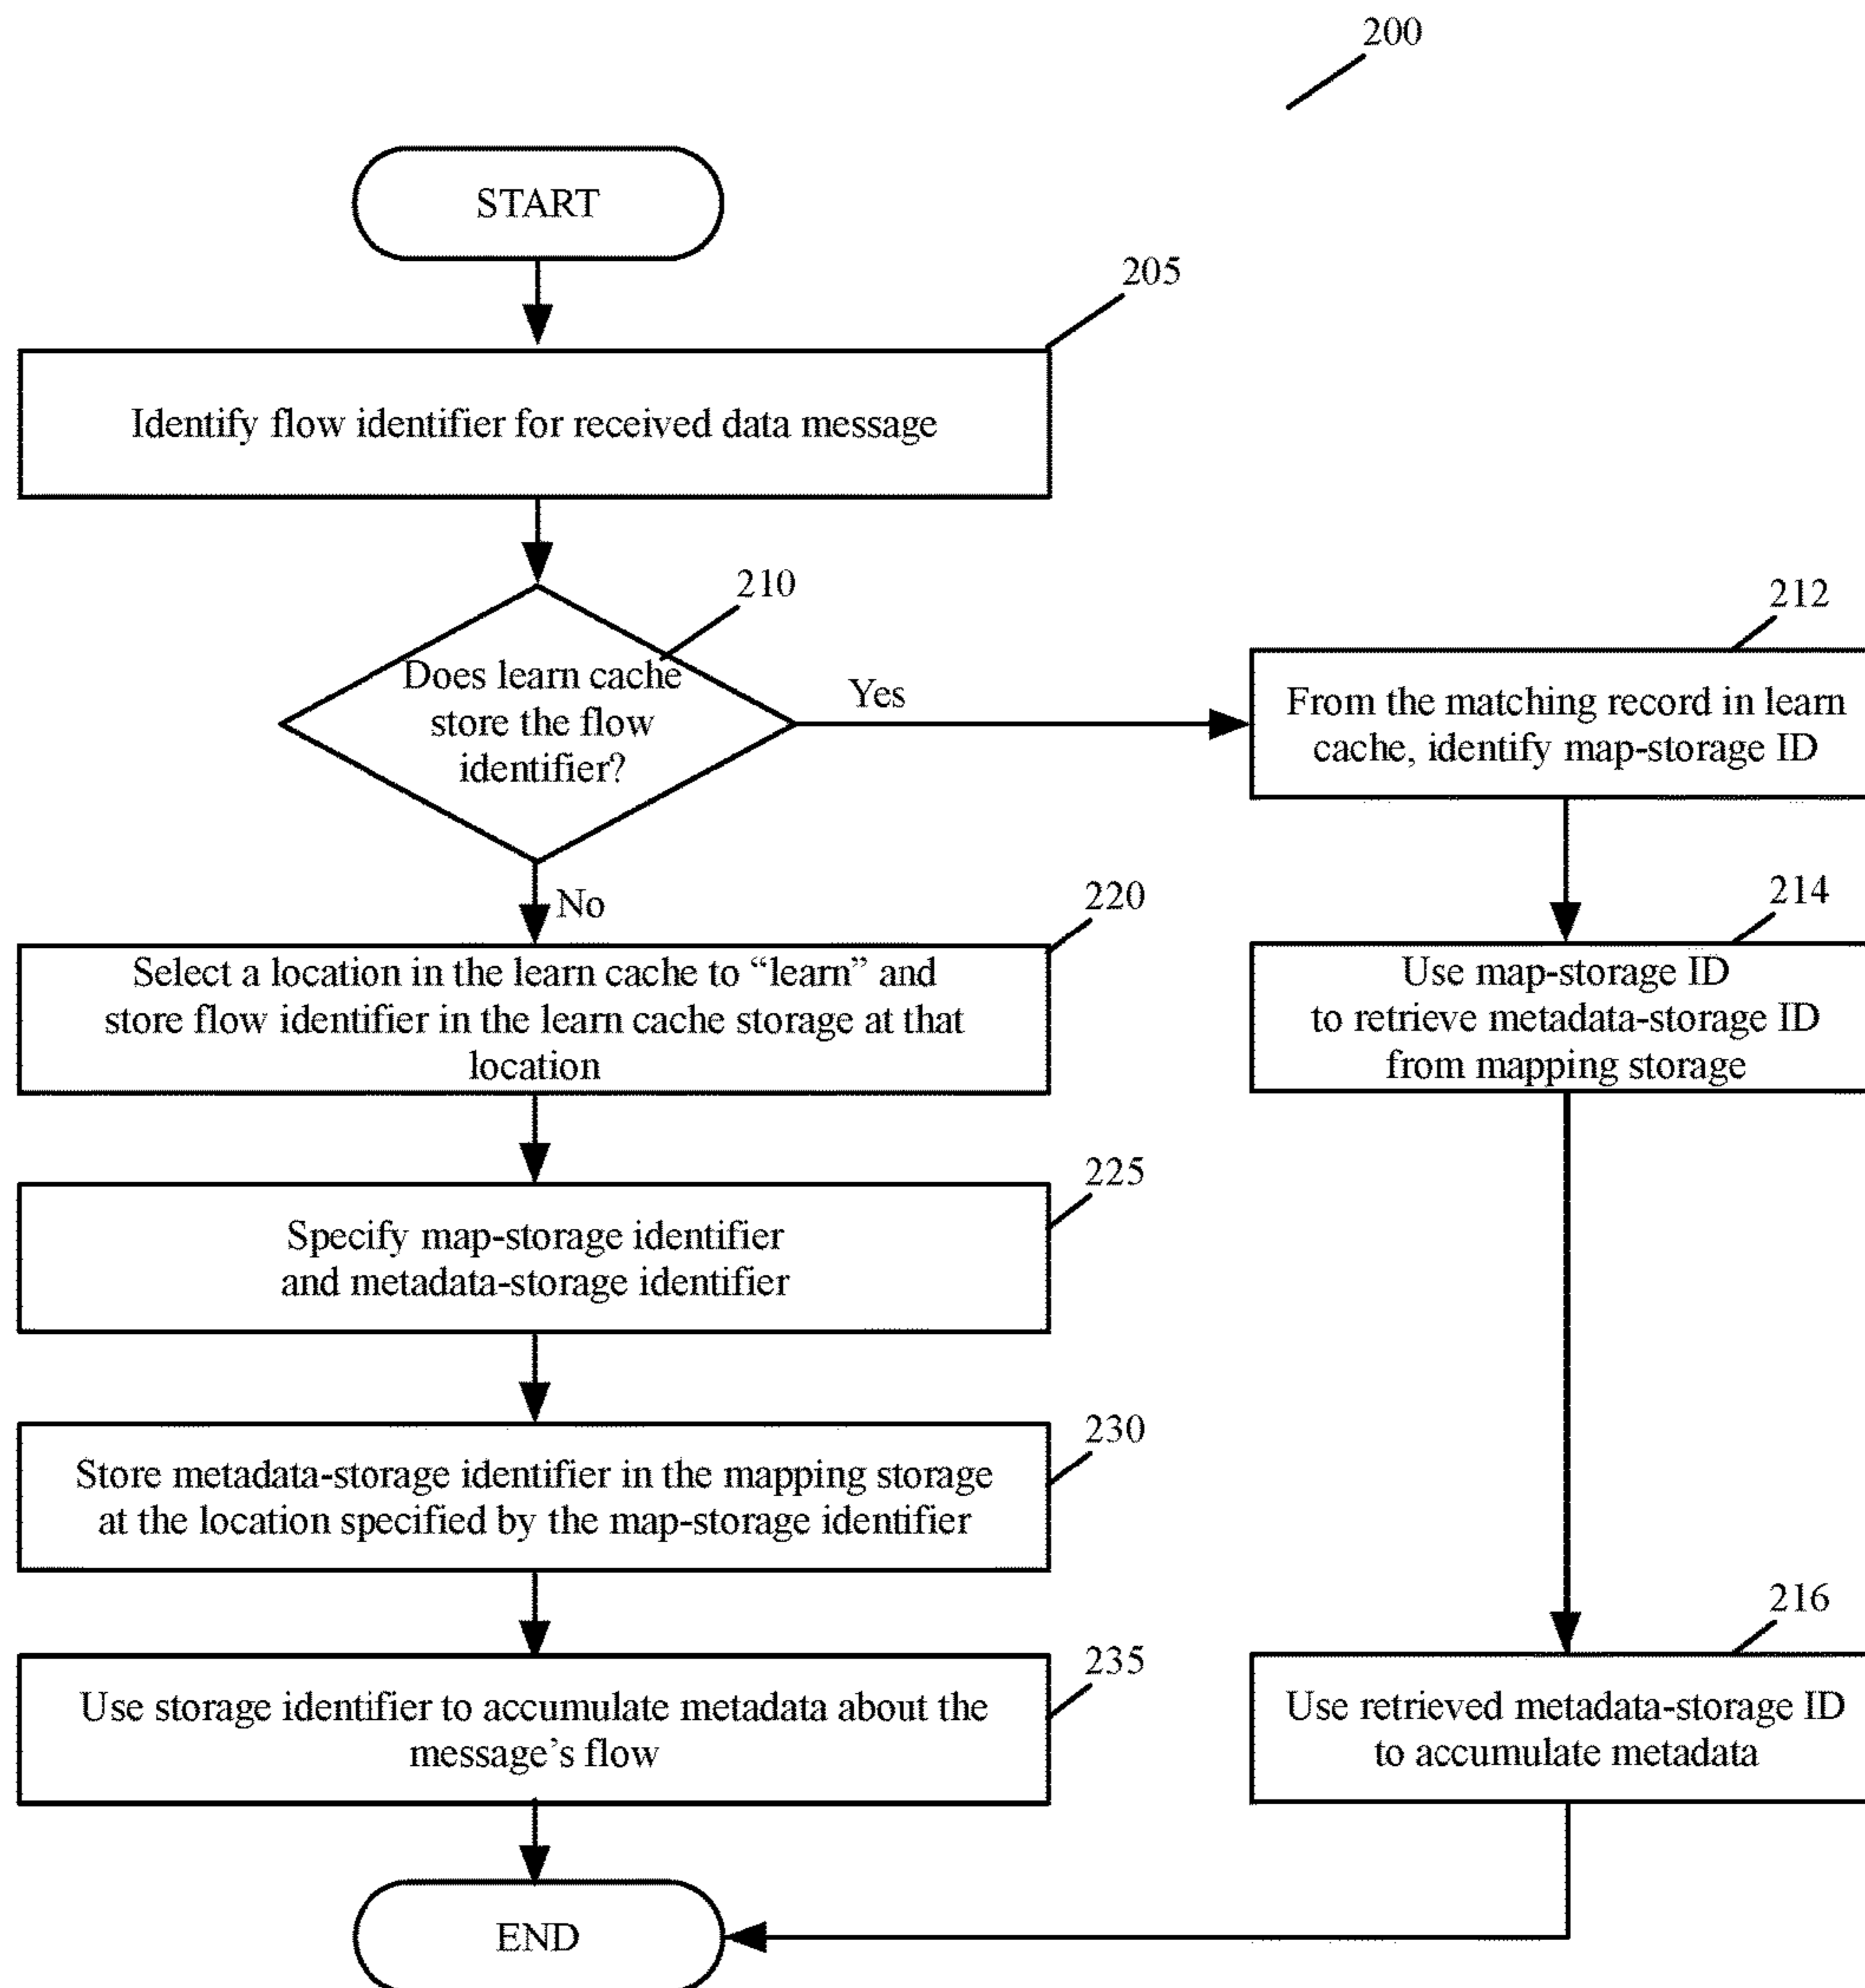 200
START
205
Identify flow identifier for received data message
210
Does learn cache
store the flow
identifier?
Yes
212
From the matching record in learn
cache, identify map-storage ID
No
220
Select a location in the learn cache to “learn” and
store flow identifier in the learn cache storage at that
location
214
Use map-storage ID
to retrieve metadata-storage ID
from mapping storage
225
Specify map-storage identifier
and metadata-storage identifier
230
Store metadata-storage identifier in the mapping storage
at the location specified by the map-storage identifier
235
Use storage identifier to accumulate metadata about the
message’s flow
216
Use retrieved metadata-storage ID
to accumulate metadata
END